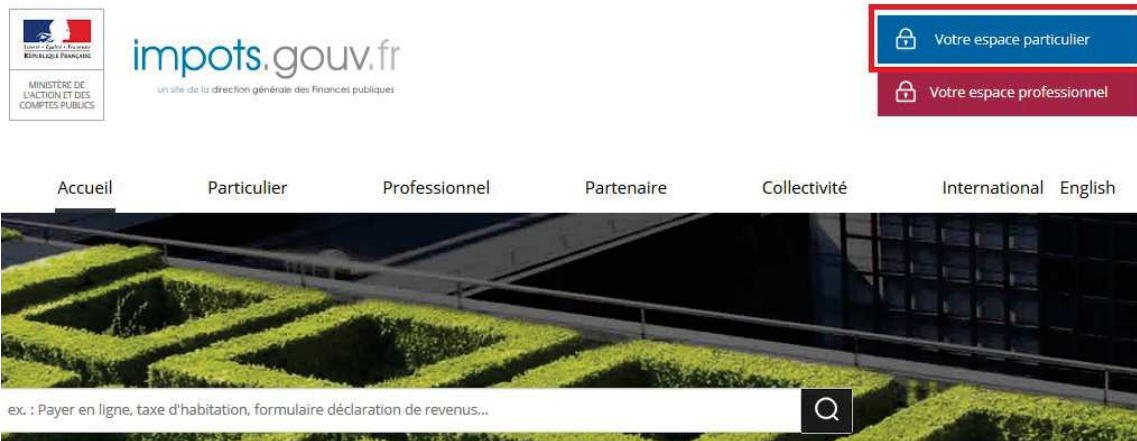 Liberté • Égalité • Fraternité
RÉPUBLIQUE FRANÇAISE
MINISTÈRE DE
L'ACTION ET DES
COMPTES PUBLICS
impots.gouv.fr
un site de la direction générale des Finances publiques
Votre espace particulier
Votre espace professionnel
Accueil Particulier Professionnel Partenaire Collectivité International English
ex. : Payer en ligne, taxe d'habitation, formulaire déclaration de revenus...